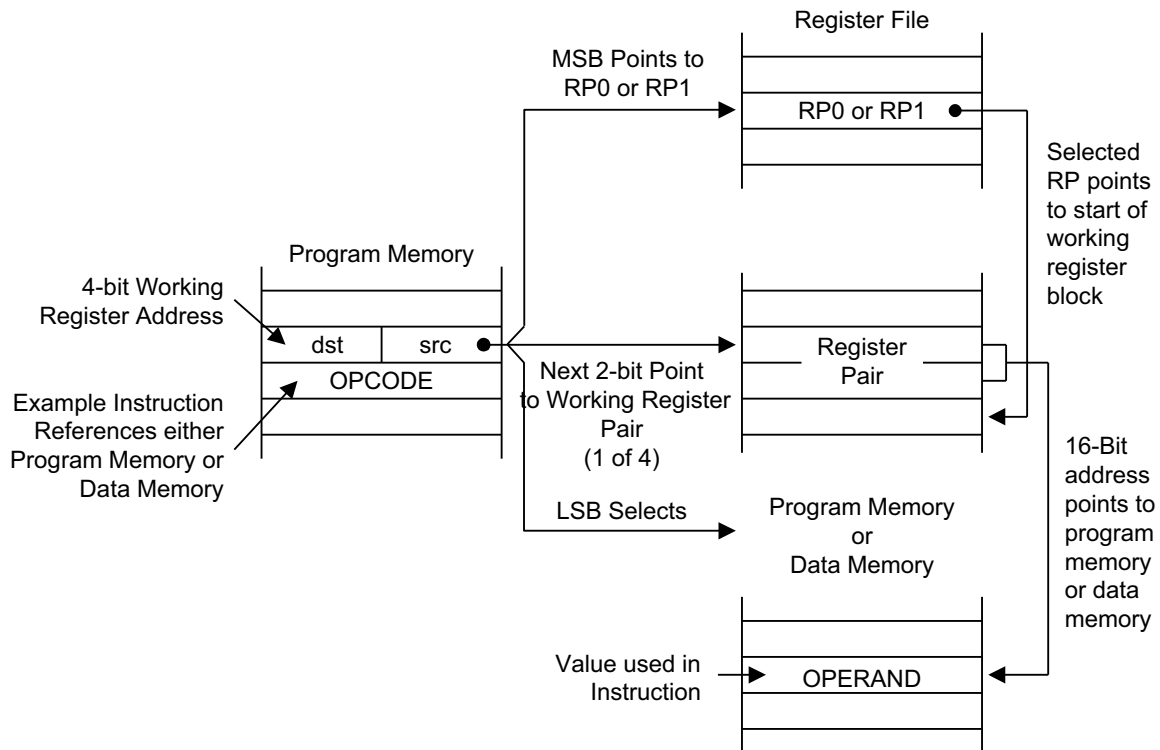 Register File
MSB Points to
RP0 or RP1
RP0 or RP1
Selected
RP points
to start of
working
register
block
Program Memory
4-bit Working
Register Address
dst
src
OPCODE
Example Instruction
References either
Program Memory or
Data Memory
Next 2-bit Point
to Working Register
Pair
(1 of 4)
Register
Pair
LSB Selects
Program Memory
or
Data Memory
16-Bit
address
points to
program
memory
or data
memory
Value used in
Instruction
OPERAND